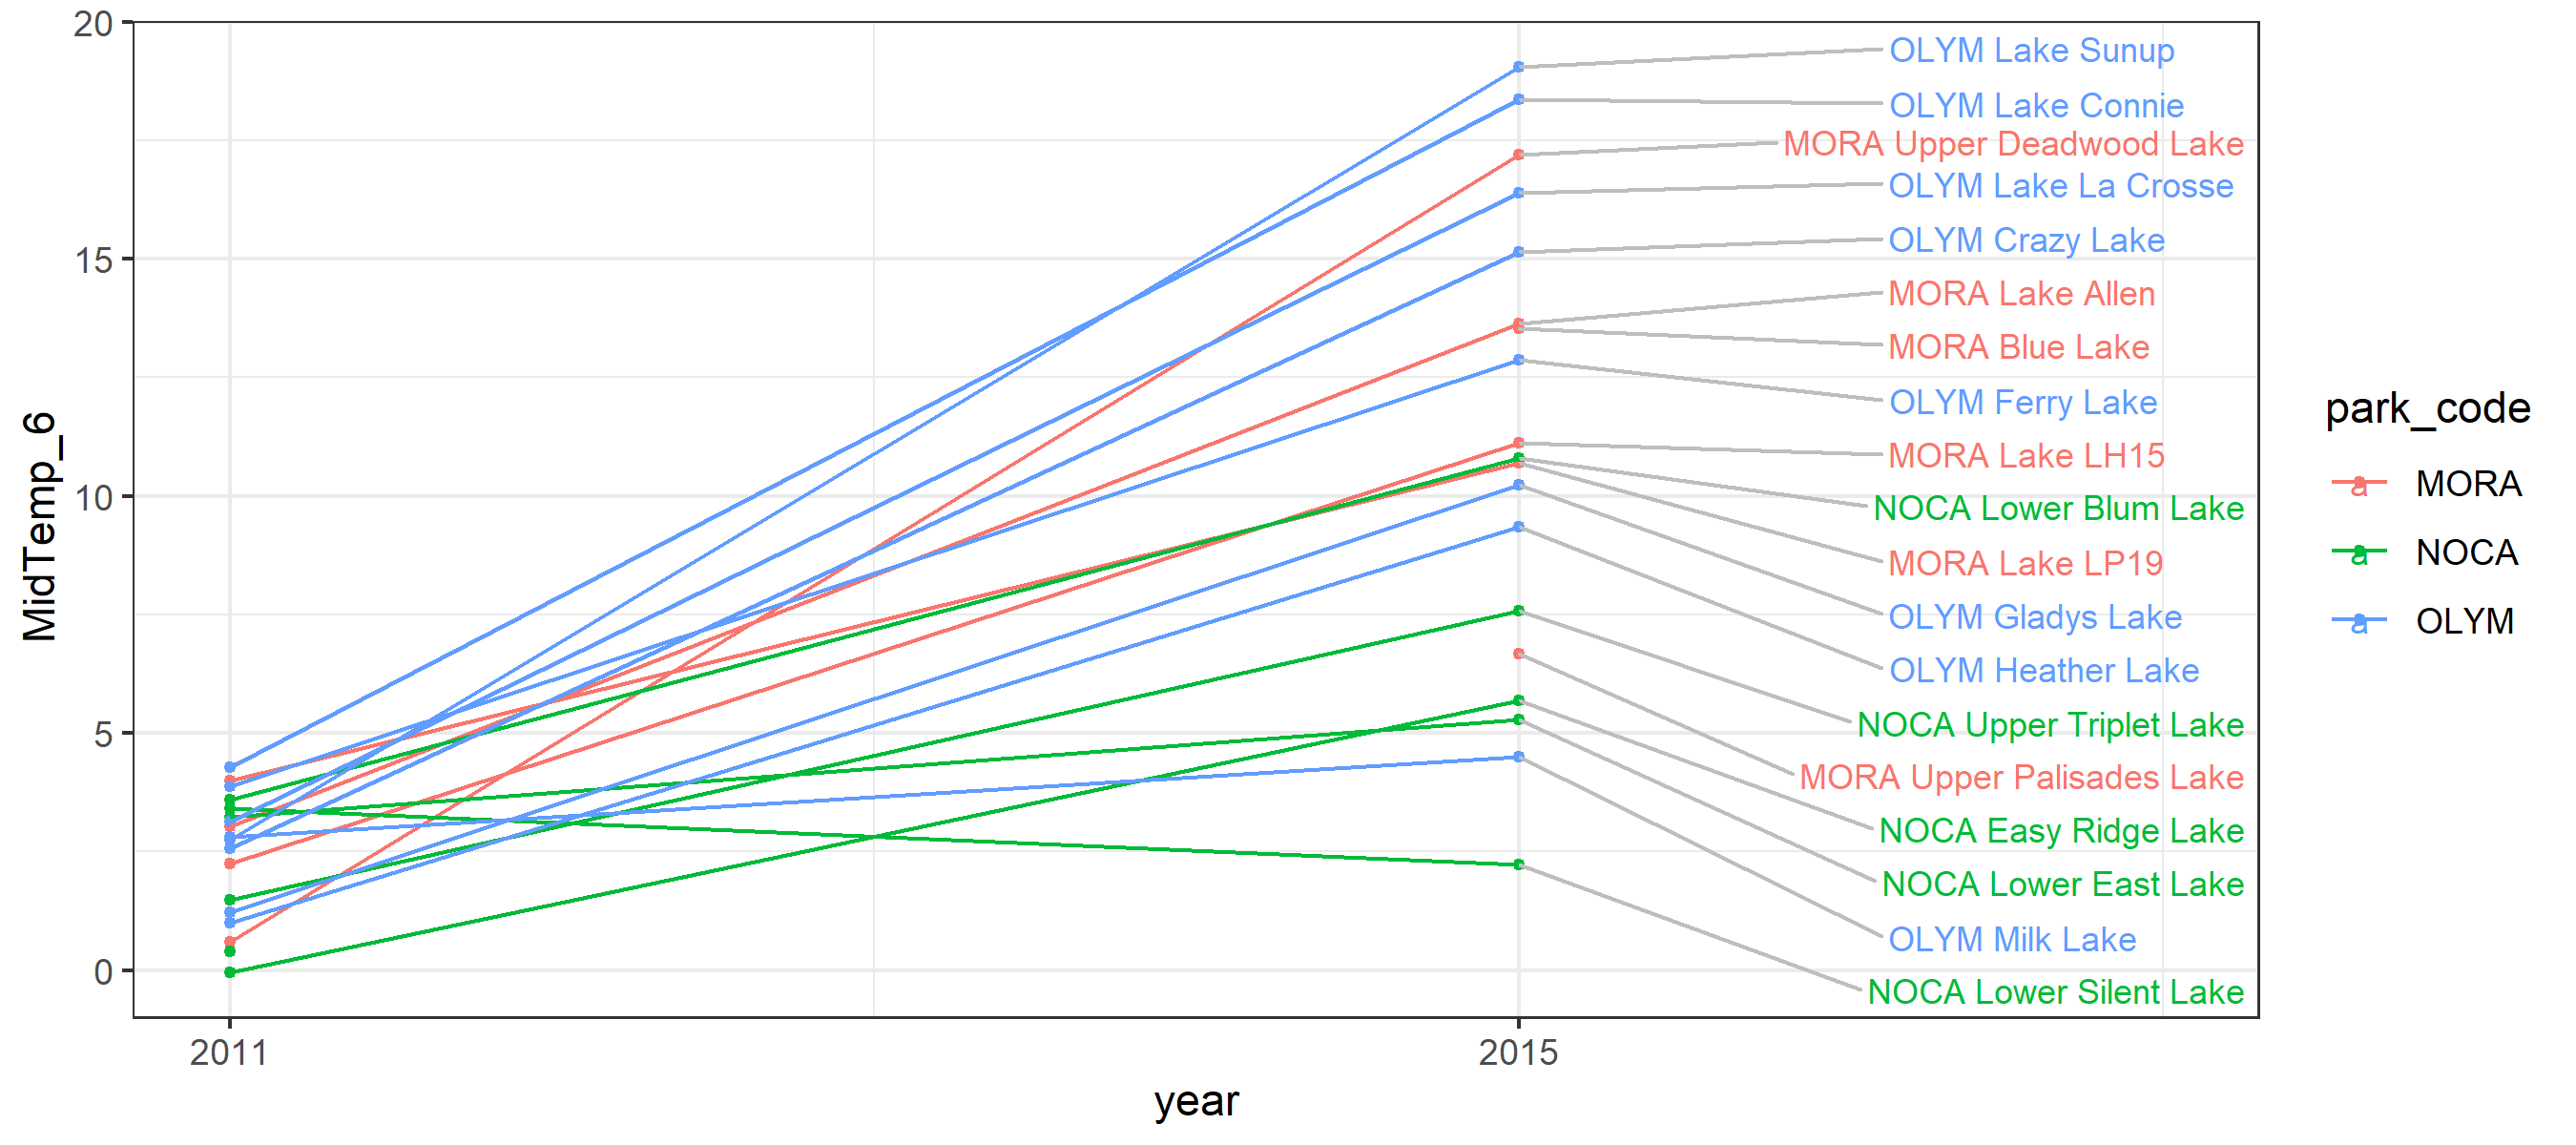 20
15
10
5
0
MidTemp_6
2011
2015
year
OLYM Lake Sunup
OLYM Lake Connie
MORA Upper Deadwood Lake
OLYM Lake La Crosse
OLYM Crazy Lake
MORA Lake Allen
MORA Blue Lake
OLYM Ferry Lake
MORA Lake LH15
NOCA Lower Blum Lake
MORA Lake LP19
OLYM Gladys Lake
OLYM Heather Lake
NOCA Upper Triplet Lake
MORA Upper Palisades Lake
NOCA Easy Ridge Lake
NOCA Lower East Lake
OLYM Milk Lake
NOCA Lower Silent Lake
park_code
a MORA
a NOCA
a OLYM